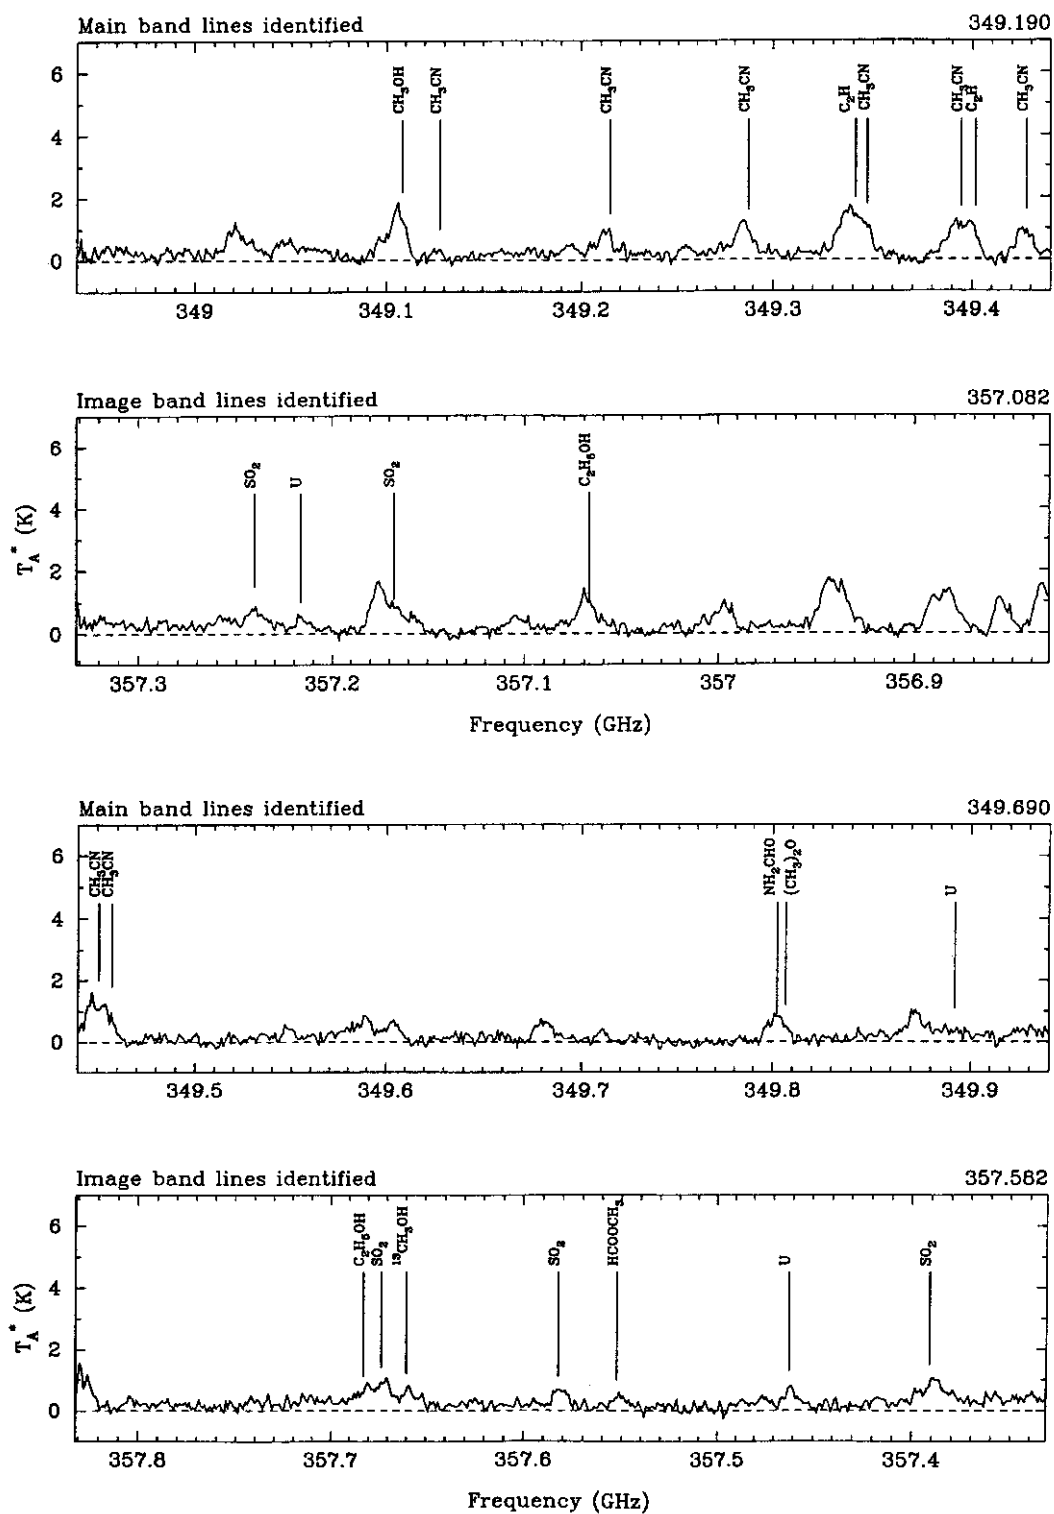 Main band lines identified 349.190
CH₃OH CH₃CN CH₃CN CH₃CN C₂H CH₃CN CH₃CN C₂H CH₃CN
6
4
2
0
349 349.1 349.2 349.3 349.4
Image band lines identified 357.082
SO₂ U SO₂ C₂H₅OH
6
4
2
0
T_A* (K)
357.3 357.2 357.1 357 356.9
Frequency (GHz)
Main band lines identified 349.690
CH₃CN CH₃CN NH₂CHO (CH₃)₂O U
6
4
2
0
349.5 349.6 349.7 349.8 349.9
Image band lines identified 357.582
C₂H₅OH SO₂ ¹³CH₃OH SO₂ HCOOCH₃ U SO₂
6
4
2
0
T_A* (K)
357.8 357.7 357.6 357.5 357.4
Frequency (GHz)